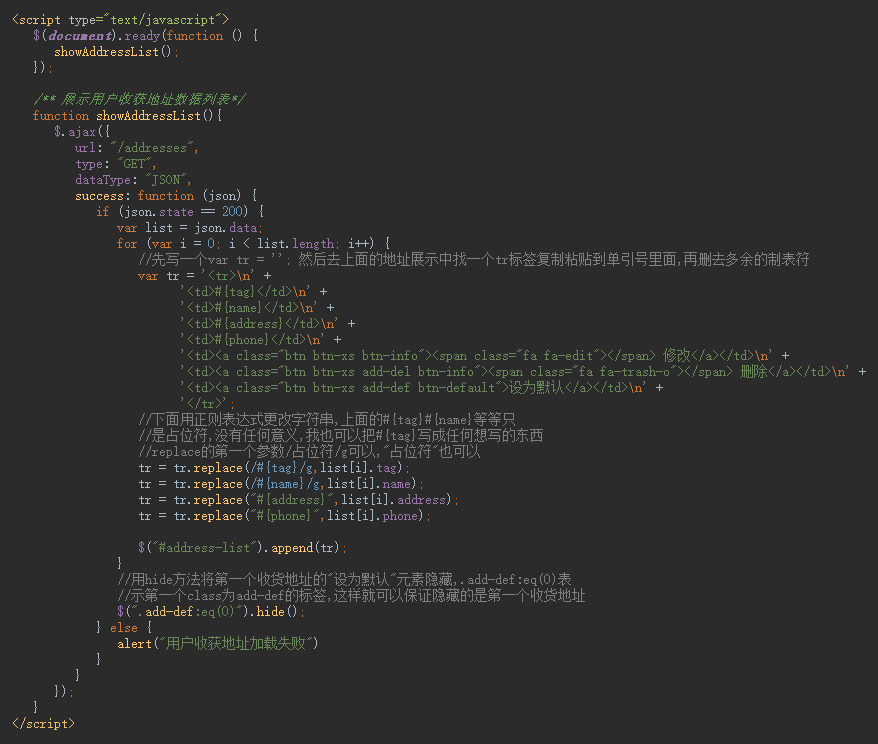 <script type="text/javascript">
$(document).ready(function () {
showAddressList();
});
/** 展示用户收获地址数据列表*/
function showAddressList(){
$.ajax({
url: "/addresses",
type: "GET",
dataType: "JSON",
success: function (json) {
if (json.state == 200) {
var list = json.data;
for (var i = 0; i < list.length; i++) {
//先写一个var tr = ''; 然后去上面的地址展示中找一个tr标签复制粘贴到单引号里面,再删去多余的制表符
var tr = '<tr>\n' +
'<td>#{tag}</td>\n' +
'<td>#{name}</td>\n' +
'<td>#{address}</td>\n' +
'<td>#{phone}</td>\n' +
'<td><a class="btn btn-xs btn-info"><span class="fa fa-edit"></span> 修改</a></td>\n' +
'<td><a class="btn btn-xs add-del btn-info"><span class="fa fa-trash-o"></span> 删除</a></td>\n' +
'<td><a class="btn btn-xs add-def btn-default">设为默认</a></td>\n' +
'</tr>';
//下面用正则表达式更改字符串,上面的#{tag}#{name}等等只
//是占位符,没有任何意义,我也可以把#{tag}写成任何想写的东西
//replace的第一个参数/占位符/g可以,"占位符"也可以
tr = tr.replace(/#{tag}/g,list[i].tag);
tr = tr.replace(/#{name}/g,list[i].name);
tr = tr.replace("#{address}",list[i].address);
tr = tr.replace("#{phone}",list[i].phone);
$("#address-list").append(tr);
}
//用hide方法将第一个收货地址的"设为默认"元素隐藏,.add-def:eq(0)表
//示第一个class为add-def的标签,这样就可以保证隐藏的是第一个收货地址
$(".add-def:eq(0)").hide();
} else {
alert("用户收获地址加载失败")
}
}
});
}
</script>